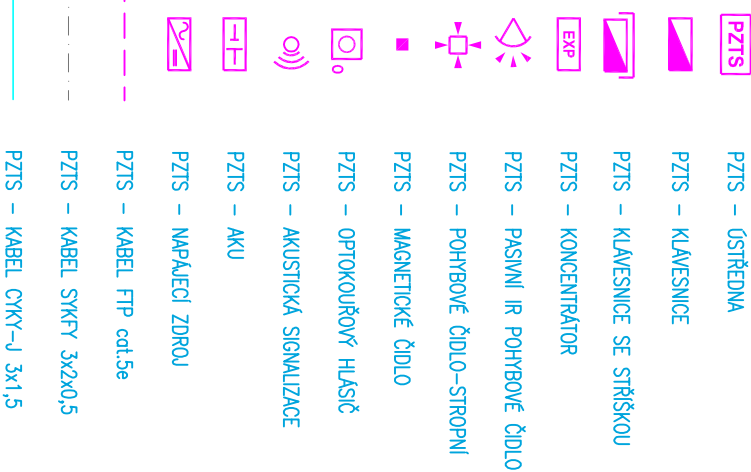 PZTS PZTS – ÚSTŘEDNA
PZTS – KLÁVESNICE
PZTS – KLÁVESNICE SE STŘÍŠKOU
EXP PZTS – KONCENTRÁTOR
PZTS – PASIVNÍ IR POHYBOVÉ ČIDLO
PZTS – POHYBOVÉ ČIDLO–STROPNÍ
PZTS – MAGNETICKÉ ČIDLO
PZTS – OPTOKOUŘOVÝ HLÁSIČ
PZTS – AKUSTICKÁ SIGNALIZACE
PZTS – AKU
PZTS – NAPÁJECÍ ZDROJ
PZTS – KABEL FTP cat.5e
PZTS – KABEL SYKFY 3x2x0,5
PZTS – KABEL CYKY–J 3x1,5